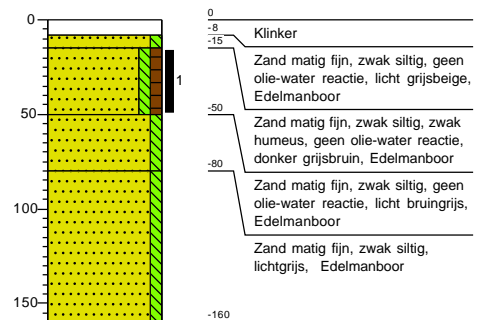 0
50
100
150
1
0
-8
Klinker
-15
Zand matig fijn, zwak siltig, geen
olie-water reactie, licht grijsbeige,
Edelmanboor
-50
Zand matig fijn, zwak siltig, zwak
humeus, geen olie-water reactie,
donker grijsbruin, Edelmanboor
-80
Zand matig fijn, zwak siltig, geen
olie-water reactie, licht bruingrijs,
Edelmanboor
Zand matig fijn, zwak siltig,
lichtgrijs, Edelmanboor
-160